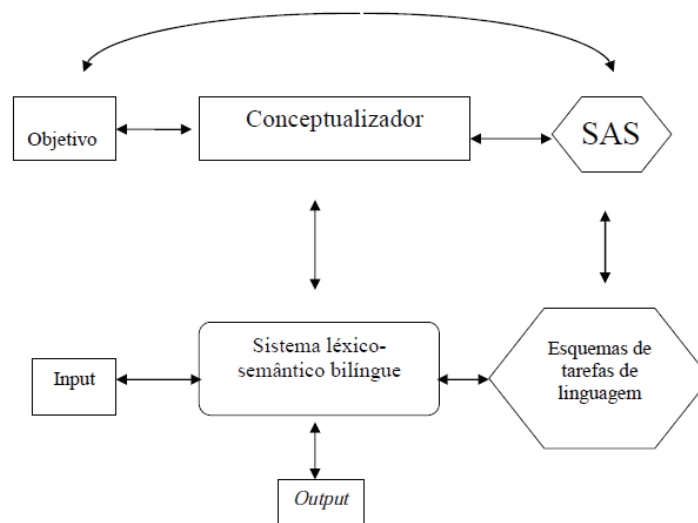 Objetivo
Conceptualizador
SAS
Input
Sistema léxico-
semântico bilíngue
Esquemas de
tarefas de
linguagem
Output